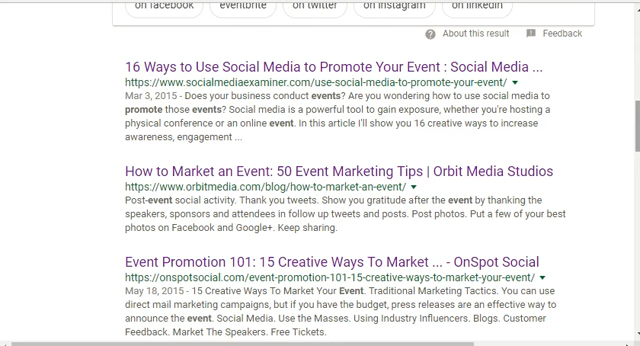 on facebook eventbrite on twitter on instagram on linkedin
About this result Feedback
16 Ways to Use Social Media to Promote Your Event : Social Media ...
https://www.socialmediaexaminer.com/use-social-media-to-promote-your-event/
Mar 3, 2015 - Does your business conduct events? Are you wondering how to use social media to
promote those events? Social media is a powerful tool to gain exposure, whether you're hosting a
physical conference or an online event. In this article I'll show you 16 creative ways to increase
awareness, engagement ...
How to Market an Event: 50 Event Marketing Tips | Orbit Media Studios
https://www.orbitmedia.com/blog/how-to-market-an-event/
Post-event social activity. Thank you tweets. Show you gratitude after the event by thanking the
speakers, sponsors and attendees in follow up tweets and posts. Post photos. Put a few of your best
photos on Facebook and Google+. Keep sharing.
Event Promotion 101: 15 Creative Ways To Market ... - OnSpot Social
https://onspotsocial.com/event-promotion-101-15-creative-ways-to-market-your-event/
May 18, 2015 - 15 Creative Ways To Market Your Event. Traditional Marketing Tactics. You can use
direct mail marketing campaigns, but if you have the budget, press releases are an effective way to
announce the event. Social Media. Use the Masses. Using Industry Influencers. Blogs. Customer
Feedback. Market The Speakers. Free Tickets.